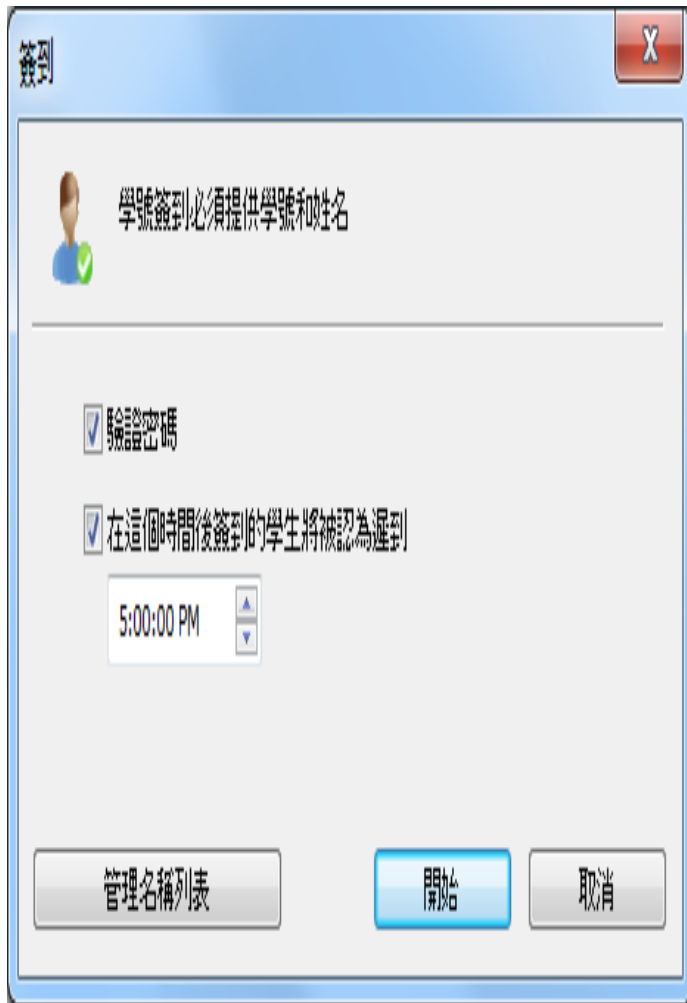 簽到
X
學號簽到必須提供學號和姓名
驗證密碼
在這個時間後簽到的學生將被認為遲到
5:00:00 PM
管理名稱列表
開始
取消